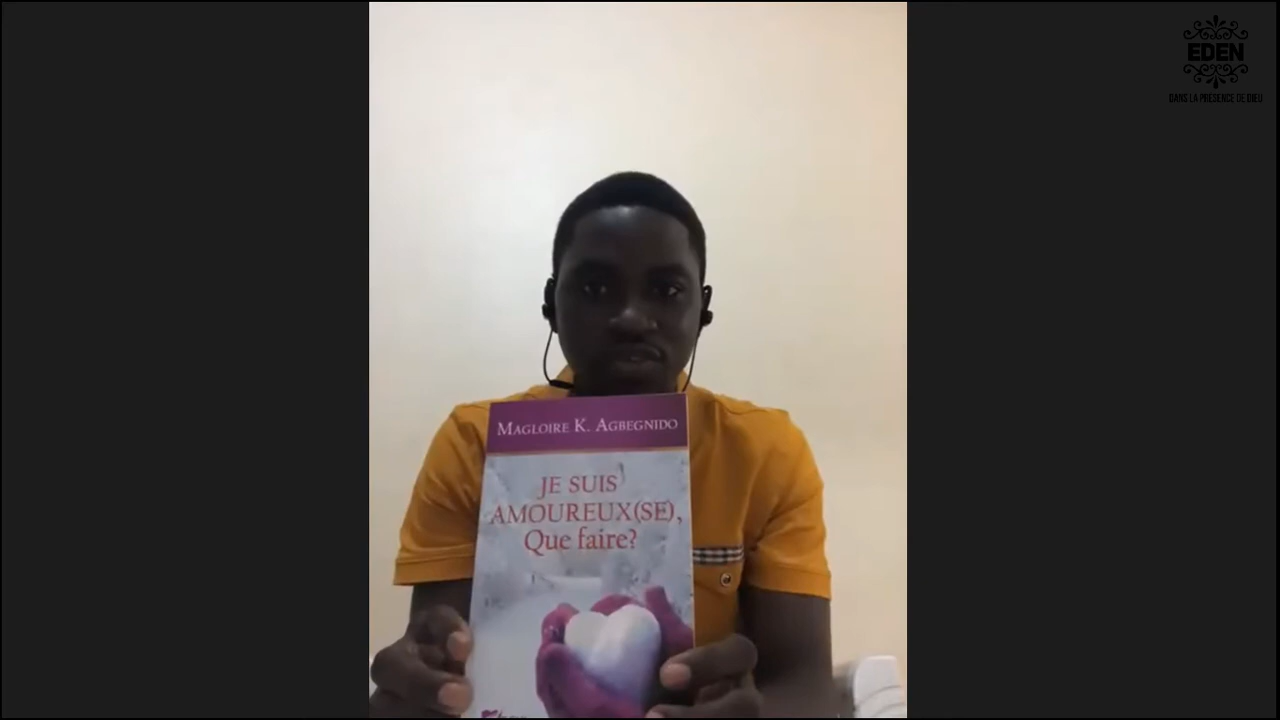 EDEN
DANS LA PRESENCE DE DIEU
MAGLOIRE K. AGBEGNIDO
JE SUIS
AMOUREUX(SE),
Que faire?